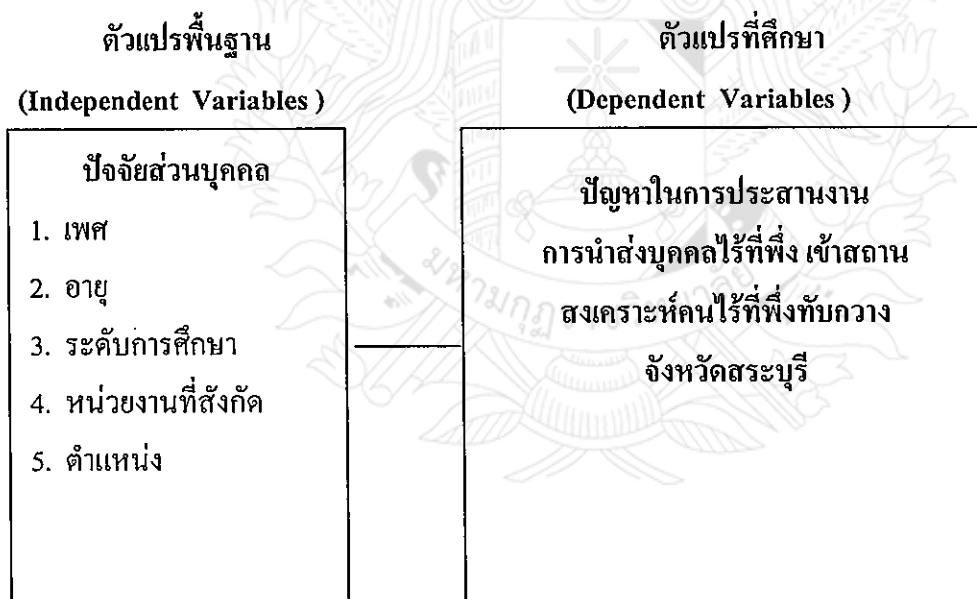 ตัวแปรพื้นฐาน
(Independent Variables )
ปัจจัยส่วนบุคคล
1. เพศ
2. อายุ
3. ระดับการศึกษา
4. หน่วยงานที่สังกัด
5. ตำแหน่ง
ตัวแปรที่ศึกษา
(Dependent Variables )
ปัญหาในการประสานงาน
การนำส่งบุคคลไร้ที่พึ่ง เข้าสถาน
สงเคราะห์คนไร้ที่พึ่งทับกวาง
จังหวัดสระบุรี